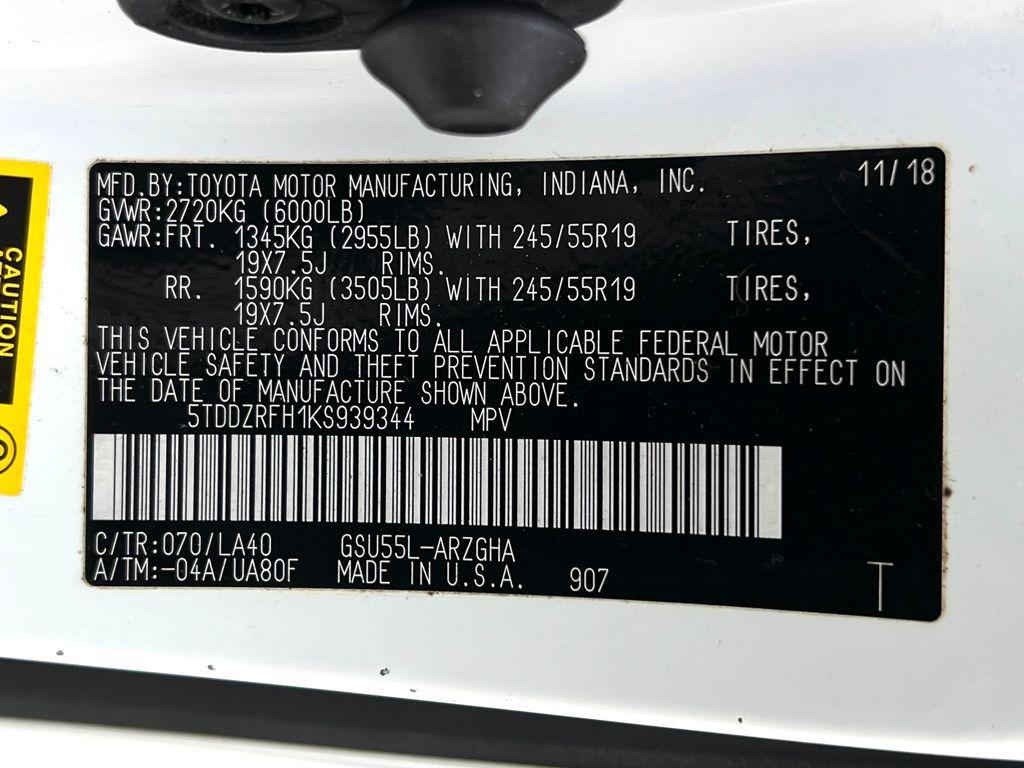 MFD.BY:TOYOTA MOTOR MANUFACTURING, INDIANA, INC. 11/18
GVWR:2720KG (6000LB)
GAWR:FRT. 1345KG (2955LB) WITH 245/55R19 TIRES,
19X7.5J RIMS.
RR. 1590KG (3505LB) WITH 245/55R19 TIRES,
19X7.5J RIMS.
THIS VEHICLE CONFORMS TO ALL APPLICABLE FEDERAL MOTOR
VEHICLE SAFETY AND THEFT PREVENTION STANDARDS IN EFFECT ON
THE DATE OF MANUFACTURE SHOWN ABOVE.
5TDDZRFH1KS939344 MPV
C/TR:070/LA40 GSU55L-ARZGHA
A/TM:-04A/UA80F MADE IN U.S.A. 907 T
CAUTION